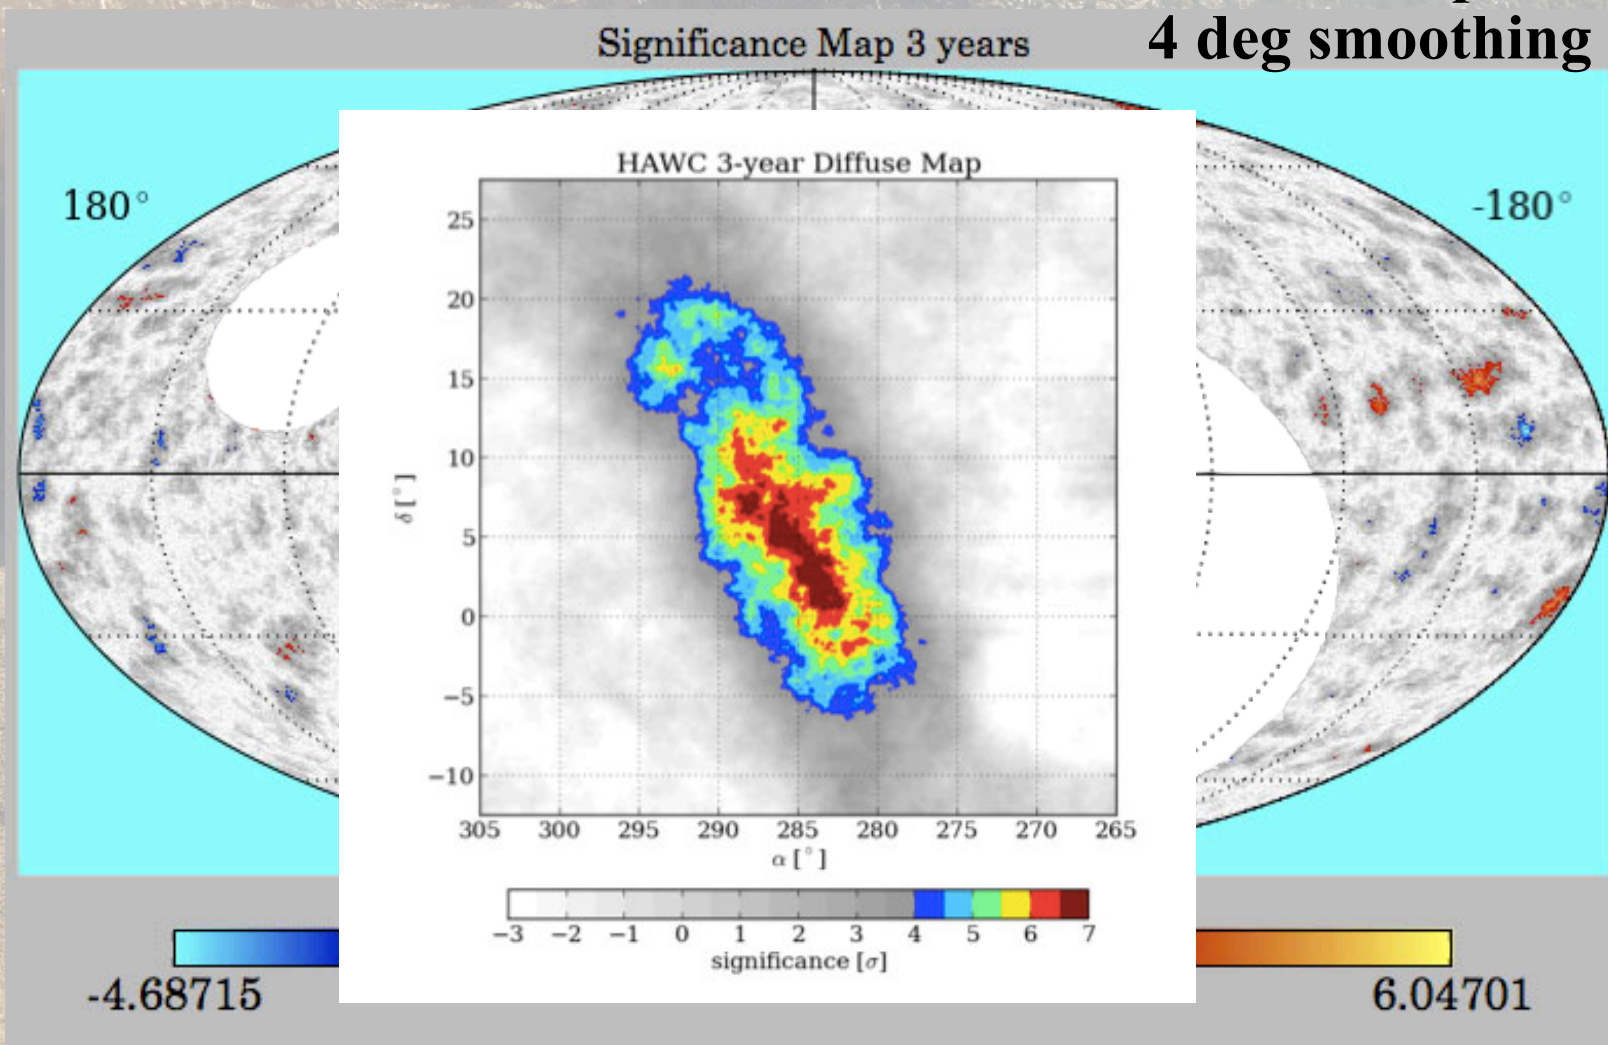 4 deg smoothing
Significance Map 3 years
180°
-180°
HAWC 3-year Diffuse Map
25
20
15
10
5
0
−5
−10
δ [°]
305 300 295 290 285 280 275 270 265
α [°]
−3 −2 −1 0 1 2 3 4 5 6 7
significance [σ]
-4.68715
6.04701